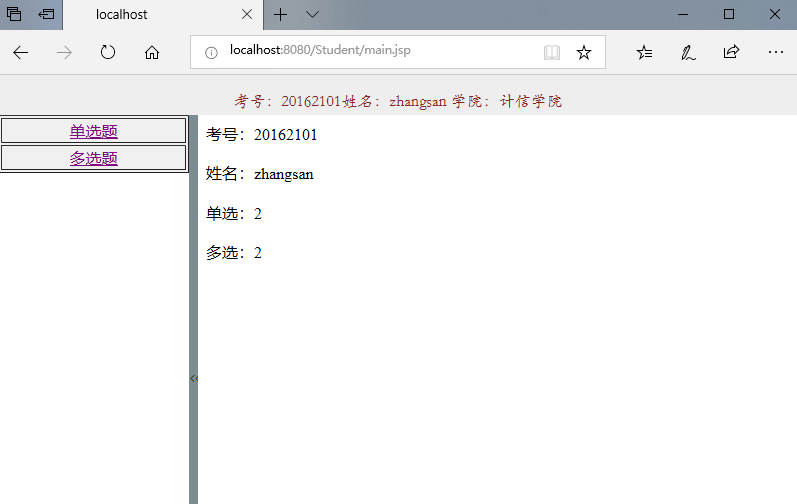 localhost
localhost:8080/Student/main.jsp
考号：20162101姓名：zhangsan 学院：计信学院
单选题
多选题
考号：20162101
姓名：zhangsan
单选：2
多选：2
«